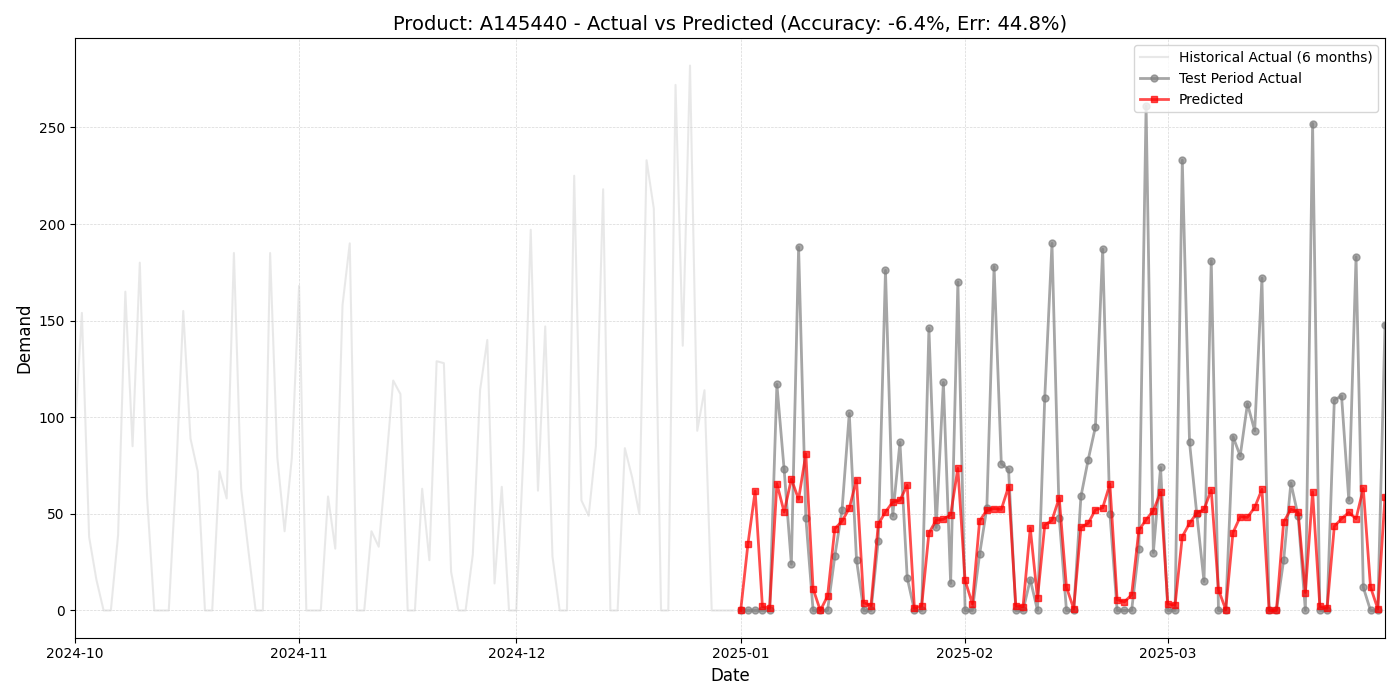 Product: A145440 - Actual vs Predicted (Accuracy: -6.4%, Err: 44.8%)
Historical Actual (6 months)
Test Period Actual
Predicted
250
200
150
100
50
0
Demand
2024-10
2024-11
2024-12
2025-01
2025-02
2025-03
Date